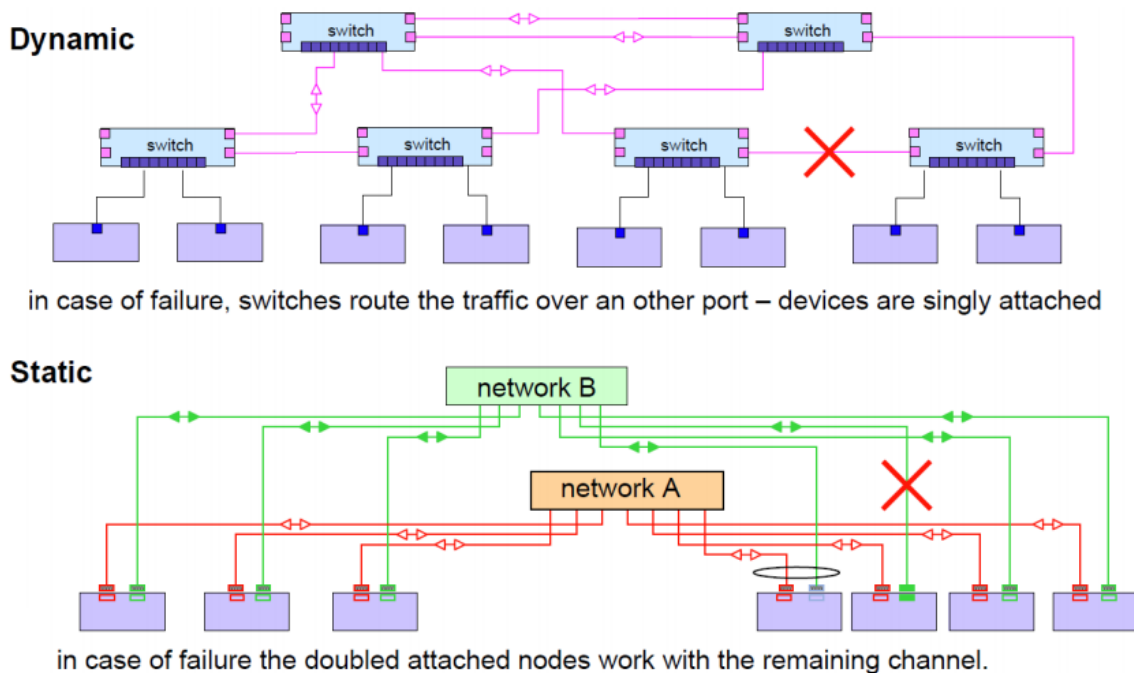 Dynamic
switch
switch
switch
switch
switch
switch
in case of failure, switches route the traffic over an other port – devices are singly attached
Static
network B
network A
in case of failure the doubled attached nodes work with the remaining channel.